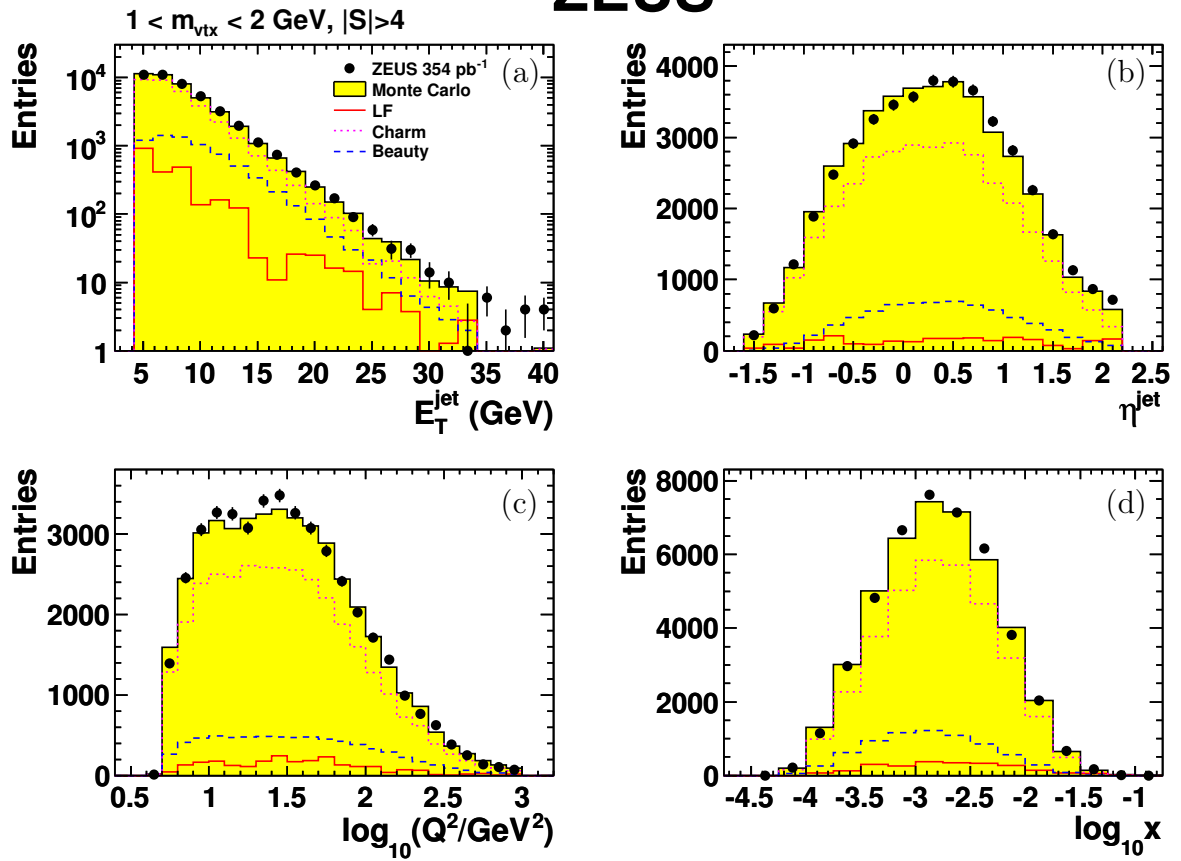 ZEUS
1 < m_vtx < 2 GeV, |S|>4
Entries
10^4
10^3
10^2
10
1
(a)
ZEUS 354 pb^-1
Monte Carlo
LF
Charm
Beauty
5 10 15 20 25 30 35 40
E_T^jet (GeV)
Entries
4000
3000
2000
1000
0
(b)
-1.5 -1 -0.5 0 0.5 1 1.5 2 2.5
η^jet
Entries
3000
2000
1000
0
(c)
0.5 1 1.5 2 2.5 3
log_10(Q^2/GeV^2)
Entries
8000
6000
4000
2000
0
(d)
-4.5 -4 -3.5 -3 -2.5 -2 -1.5 -1
log_10 x